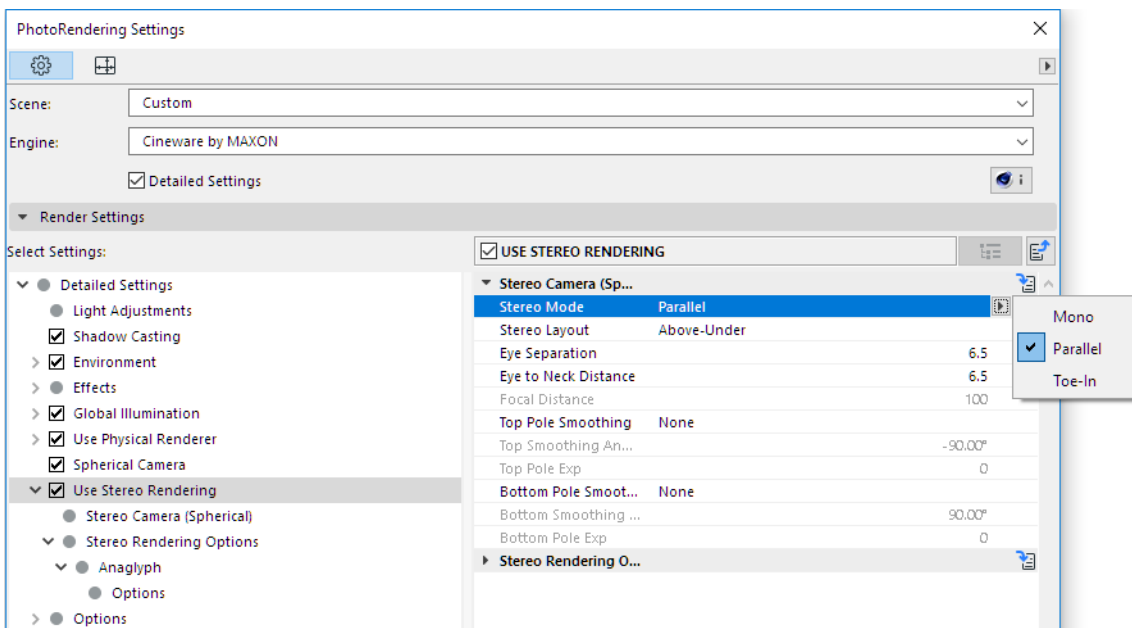 PhotoRendering Settings
Scene: Custom
Engine: Cineware by MAXON
Detailed Settings
i
Render Settings
Select Settings:
Detailed Settings
Light Adjustments
Shadow Casting
Environment
Effects
Global Illumination
Use Physical Renderer
Spherical Camera
Use Stereo Rendering
Stereo Camera (Spherical)
Stereo Rendering Options
Anaglyph
Options
Options
USE STEREO RENDERING
Stereo Camera (Sp...
Stereo Mode Parallel
Stereo Layout Above-Under
Eye Separation 6.5
Eye to Neck Distance 6.5
Focal Distance 100
Top Pole Smoothing None
Top Smoothing An... -90.00°
Top Pole Exp 0
Bottom Pole Smoot... None
Bottom Smoothing ... 90.00°
Bottom Pole Exp 0
Stereo Rendering O...
Mono
Parallel
Toe-In